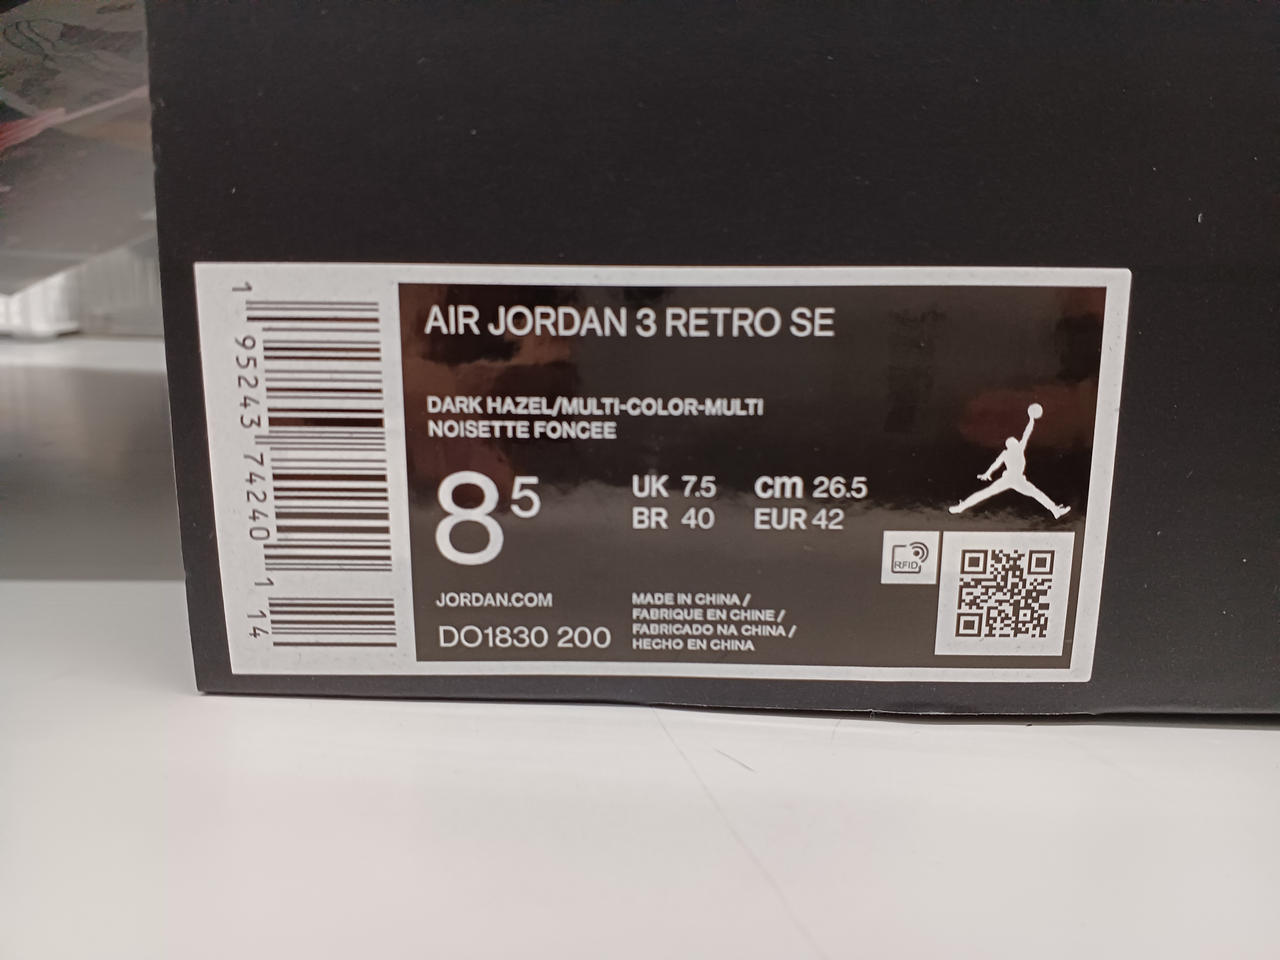 AIR JORDAN 3 RETRO SE
DARK HAZEL/MULTI-COLOR-MULTI
NOISETTE FONCEE
8 5
UK 7.5 cm 26.5
BR 40 EUR 42
RFID
JORDAN.COM
DO1830 200
MADE IN CHINA /
FABRIQUE EN CHINE /
FABRICADO NA CHINA /
HECHO EN CHINA
1 95243 74240 1 14